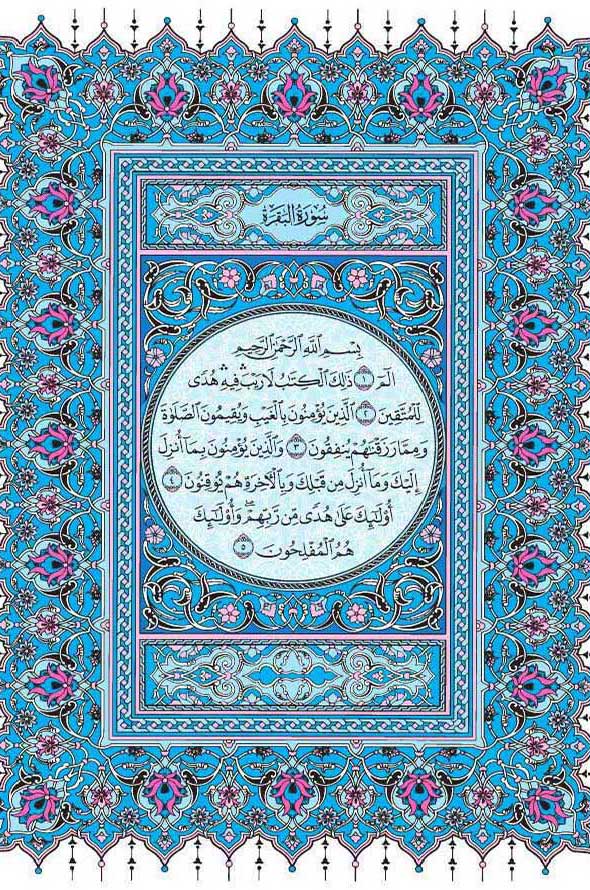 سُورَةُ البَقَرَةِ
بِسْمِ ٱللَّهِ ٱلرَّحْمَٰنِ ٱلرَّحِيمِ
الٓمٓ ١ ذَٰلِكَ ٱلْكِتَٰبُ لَا رَيْبَ ۛ فِيهِ ۛ هُدًى
لِّلْمُتَّقِينَ ٢ ٱلَّذِينَ يُؤْمِنُونَ بِٱلْغَيْبِ وَيُقِيمُونَ ٱلصَّلَوٰةَ
وَمِمَّا رَزَقْنَٰهُمْ يُنفِقُونَ ٣ وَٱلَّذِينَ يُؤْمِنُونَ بِمَآ أُنزِلَ
إِلَيْكَ وَمَآ أُنزِلَ مِن قَبْلِكَ وَبِٱلْأَخِرَةِ هُمْ يُوقِنُونَ ٤
أُو۟لَٰٓئِكَ عَلَىٰ هُدًى مِّن رَّبِّهِمْ ۖ وَأُو۟لَٰٓئِكَ
هُمُ ٱلْمُفْلِحُونَ ٥